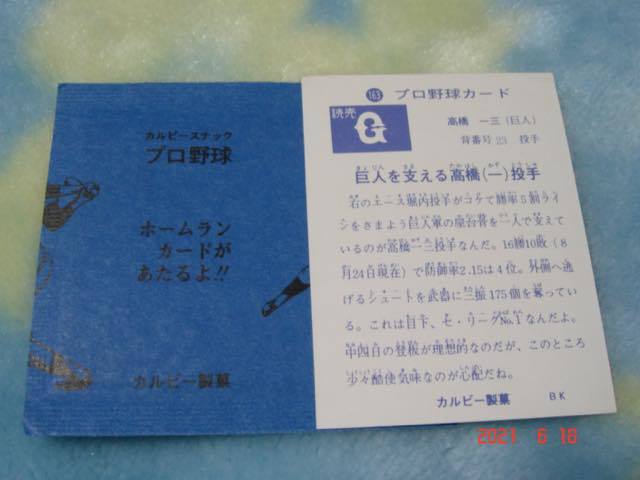 カルビースナック
プロ野球
ホームラン
カードが
あたるよ!!
カルビー製菓
163 プロ野球カード
読売
G
高橋 一三 (巨人)
背番号23 投手
巨人を支える高橋(一)投手
右のエース堀内投手がコケて勝率5割ライ
ンをさまよう巨人軍の屋台骨を一人で支えて
いるのが高橋一三投手なんだ。16勝10敗(8
月24日現在)で防御率2.15は4位。外側へ逃
げるシュートを武器に三振175個を奪ってい
る。これは目下、セ・リーグNo.1なんだよ。
中四日の登板が理想的なのだが、このところ
少々酷使気味なのが心配だね。
カルビー製菓 BK
2021 6 18